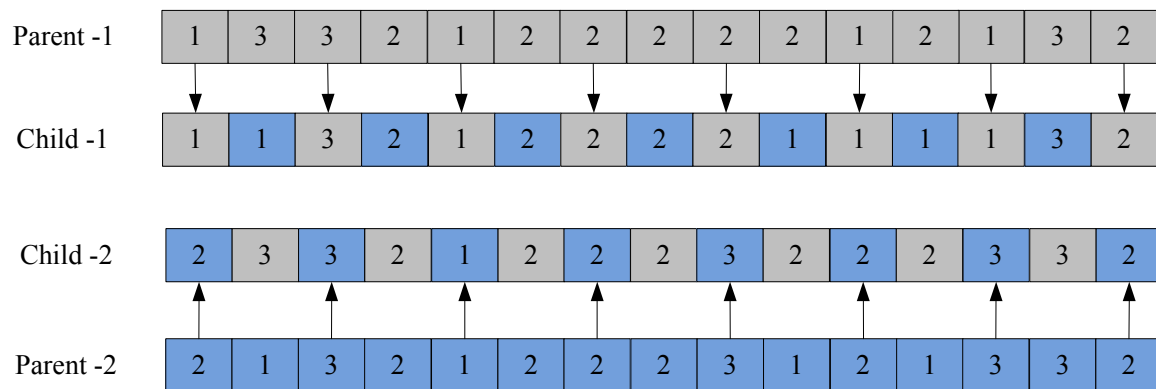 Parent -1 1 3 3 2 1 2 2 2 2 2 1 2 1 3 2
Child -1 1 1 3 2 1 2 2 2 2 1 1 1 1 3 2
Child -2 2 3 3 2 1 2 2 2 3 2 2 2 3 3 2
Parent -2 2 1 3 2 1 2 2 2 3 1 2 1 3 3 2